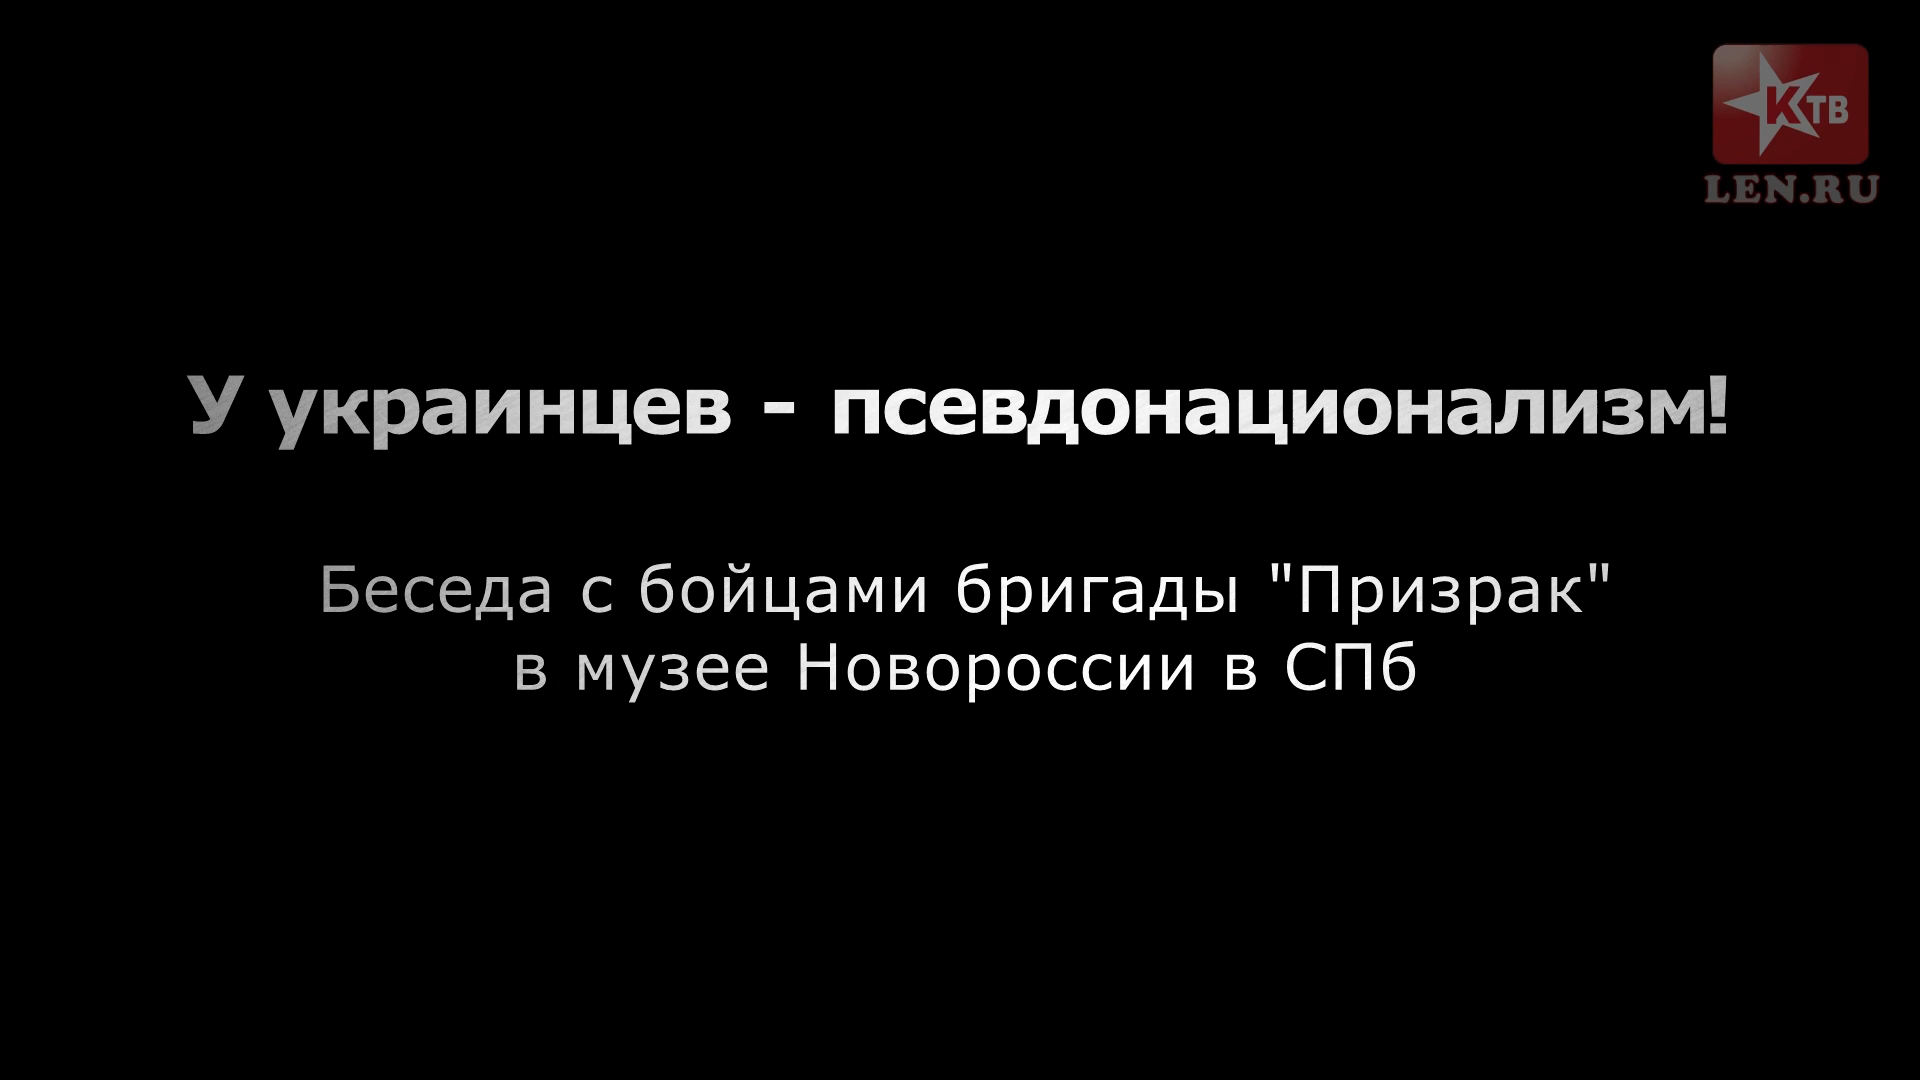 КТВ
LEN.RU
У украинцев - псевдонационализм!
Беседа с бойцами бригады "Призрак"
в музее Новороссии в СПб